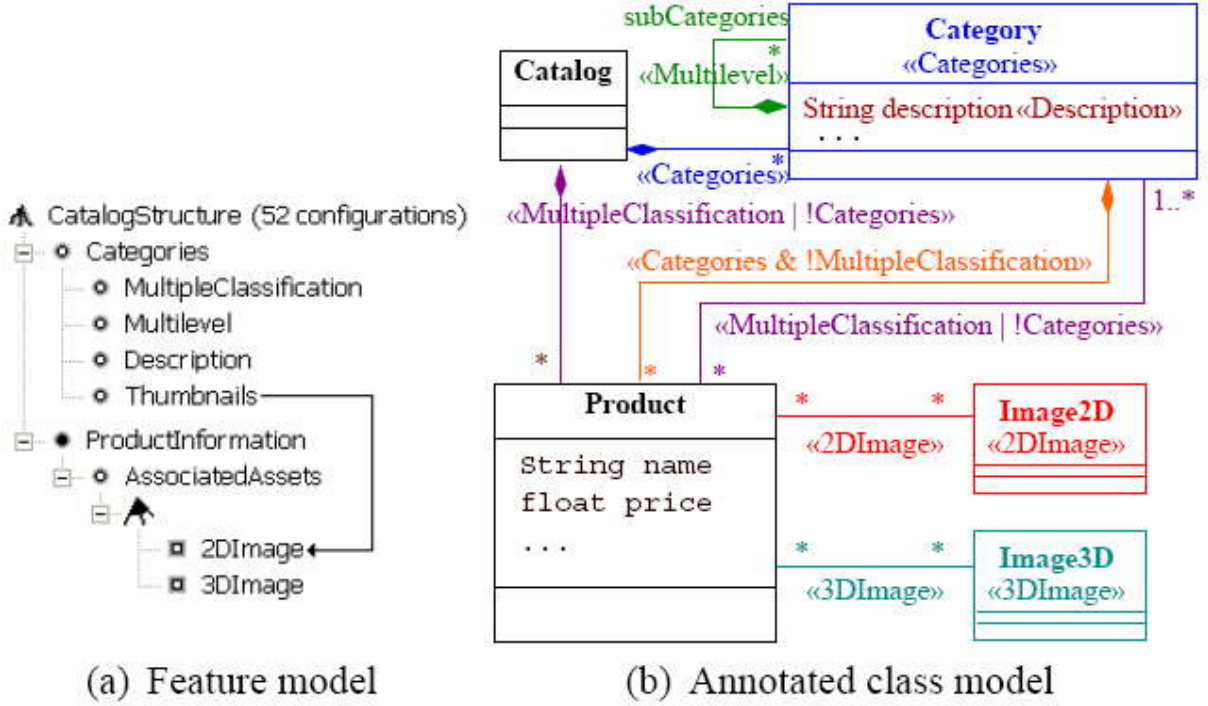 CatalogStructure (52 configurations)
Categories
MultipleClassification
Multilevel
Description
Thumbnails
ProductInformation
AssociatedAssets
2DImage
3DImage
(a) Feature model
subCategories
*
«Multilevel»
Catalog
Category
«Categories»
String description «Description»
. . .
*
«Categories»
«MultipleClassification | !Categories»
1..*
«Categories & !MultipleClassification»
«MultipleClassification | !Categories»
* * *
Product
String name
float price
...
* *
«2DImage»
Image2D
«2DImage»
* *
«3DImage»
Image3D
«3DImage»
(b) Annotated class model